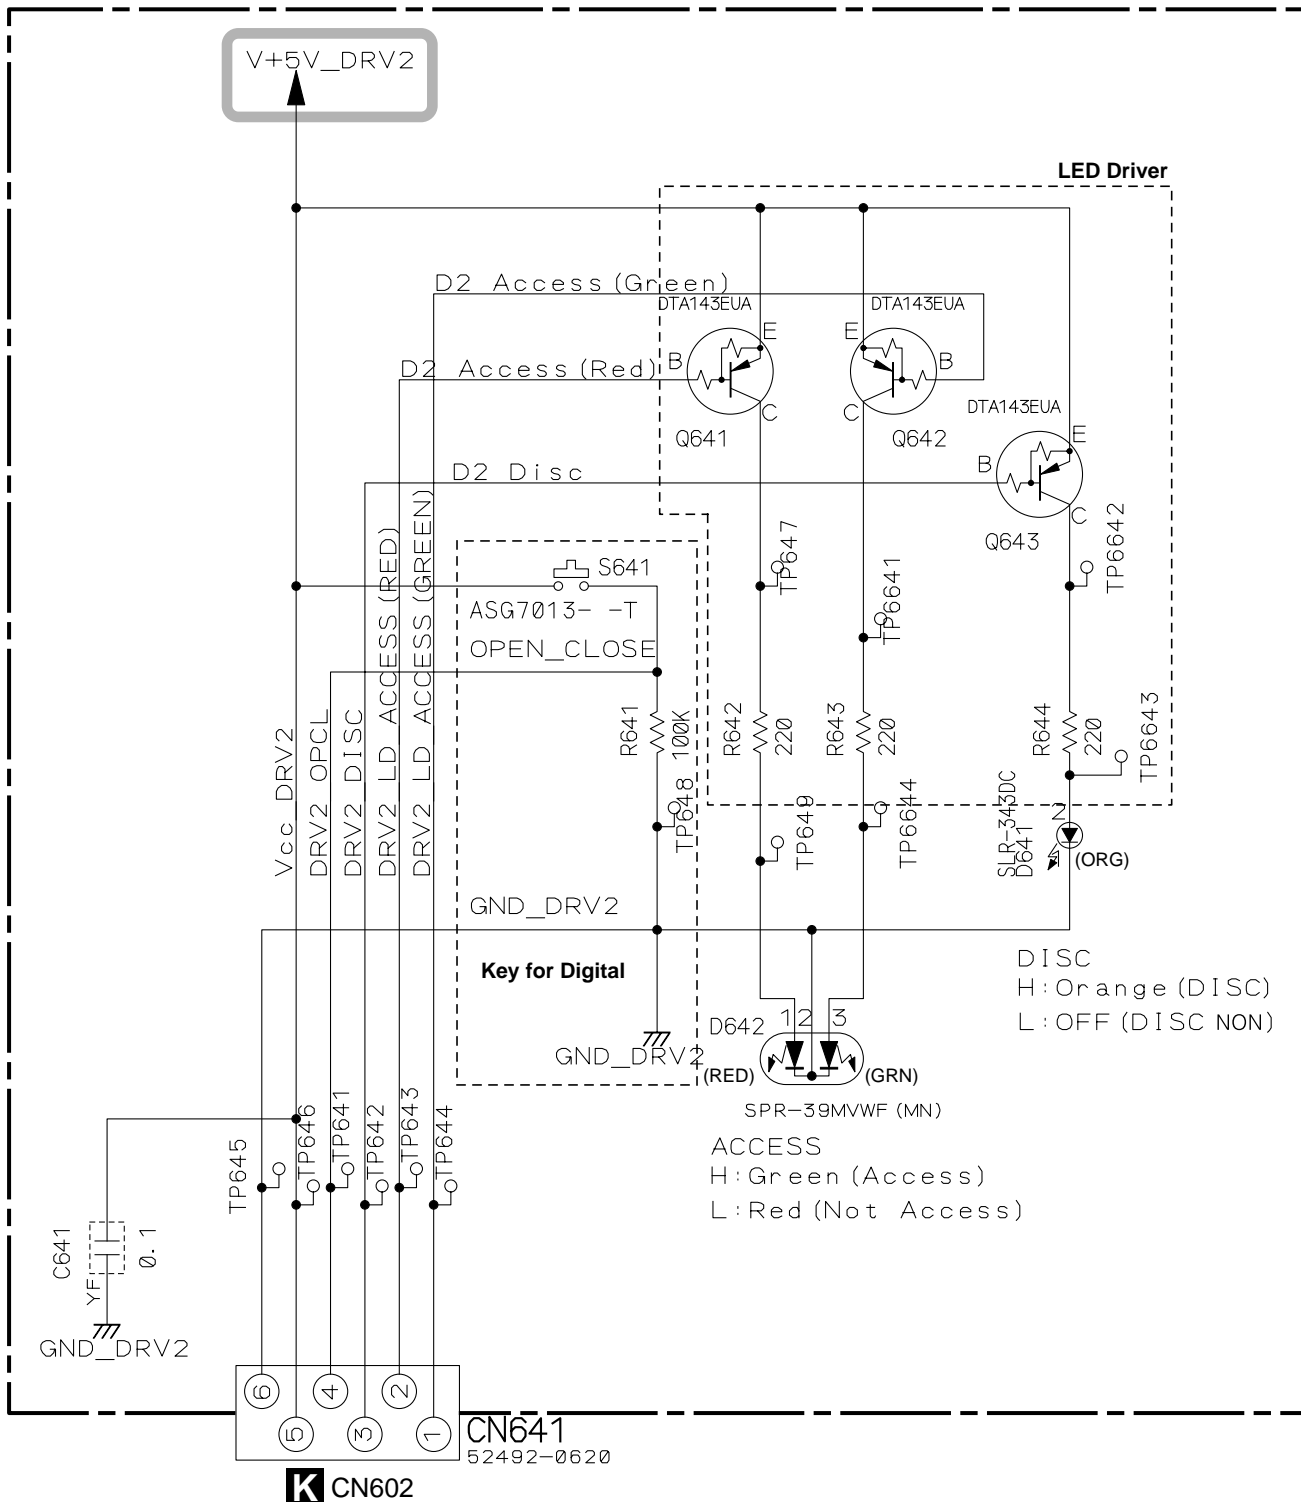 V+5V_DRV2
LED Driver
D2 Access(Green)
DTA143EUA
DTA143EUA
E
E
D2 Access(Red)
B
B
C
C
DTA143EUA
Q641
Q642
E
D2 Disc
B
C
Q643
TP647
TP6641
TP6642
S641
ASG7013- -T
OPEN_CLOSE
Vcc DRV2
DRV2 OPCL
DRV2 DISC
DRV2 LD ACCESS(RED)
DRV2 LD ACCESS(GREEN)
R641
100K
R642
220
R643
220
R644
220
TP6643
TP648
TP649
TP6644
SLR-343DC
D641
2
1
(ORG)
GND_DRV2
Key for Digital
DISC
H:Orange(DISC)
L:OFF(DISC NON)
D642
1
2
3
GND_DRV2
(RED)
(GRN)
SPR-39MVWF(MN)
ACCESS
H:Green(Access)
L:Red(Not Access)
TP645
TP646
TP641
TP642
TP643
TP644
C641
0.1
YF
GND_DRV2
6
4
2
5
3
1
CN641
52492-0620
K CN602